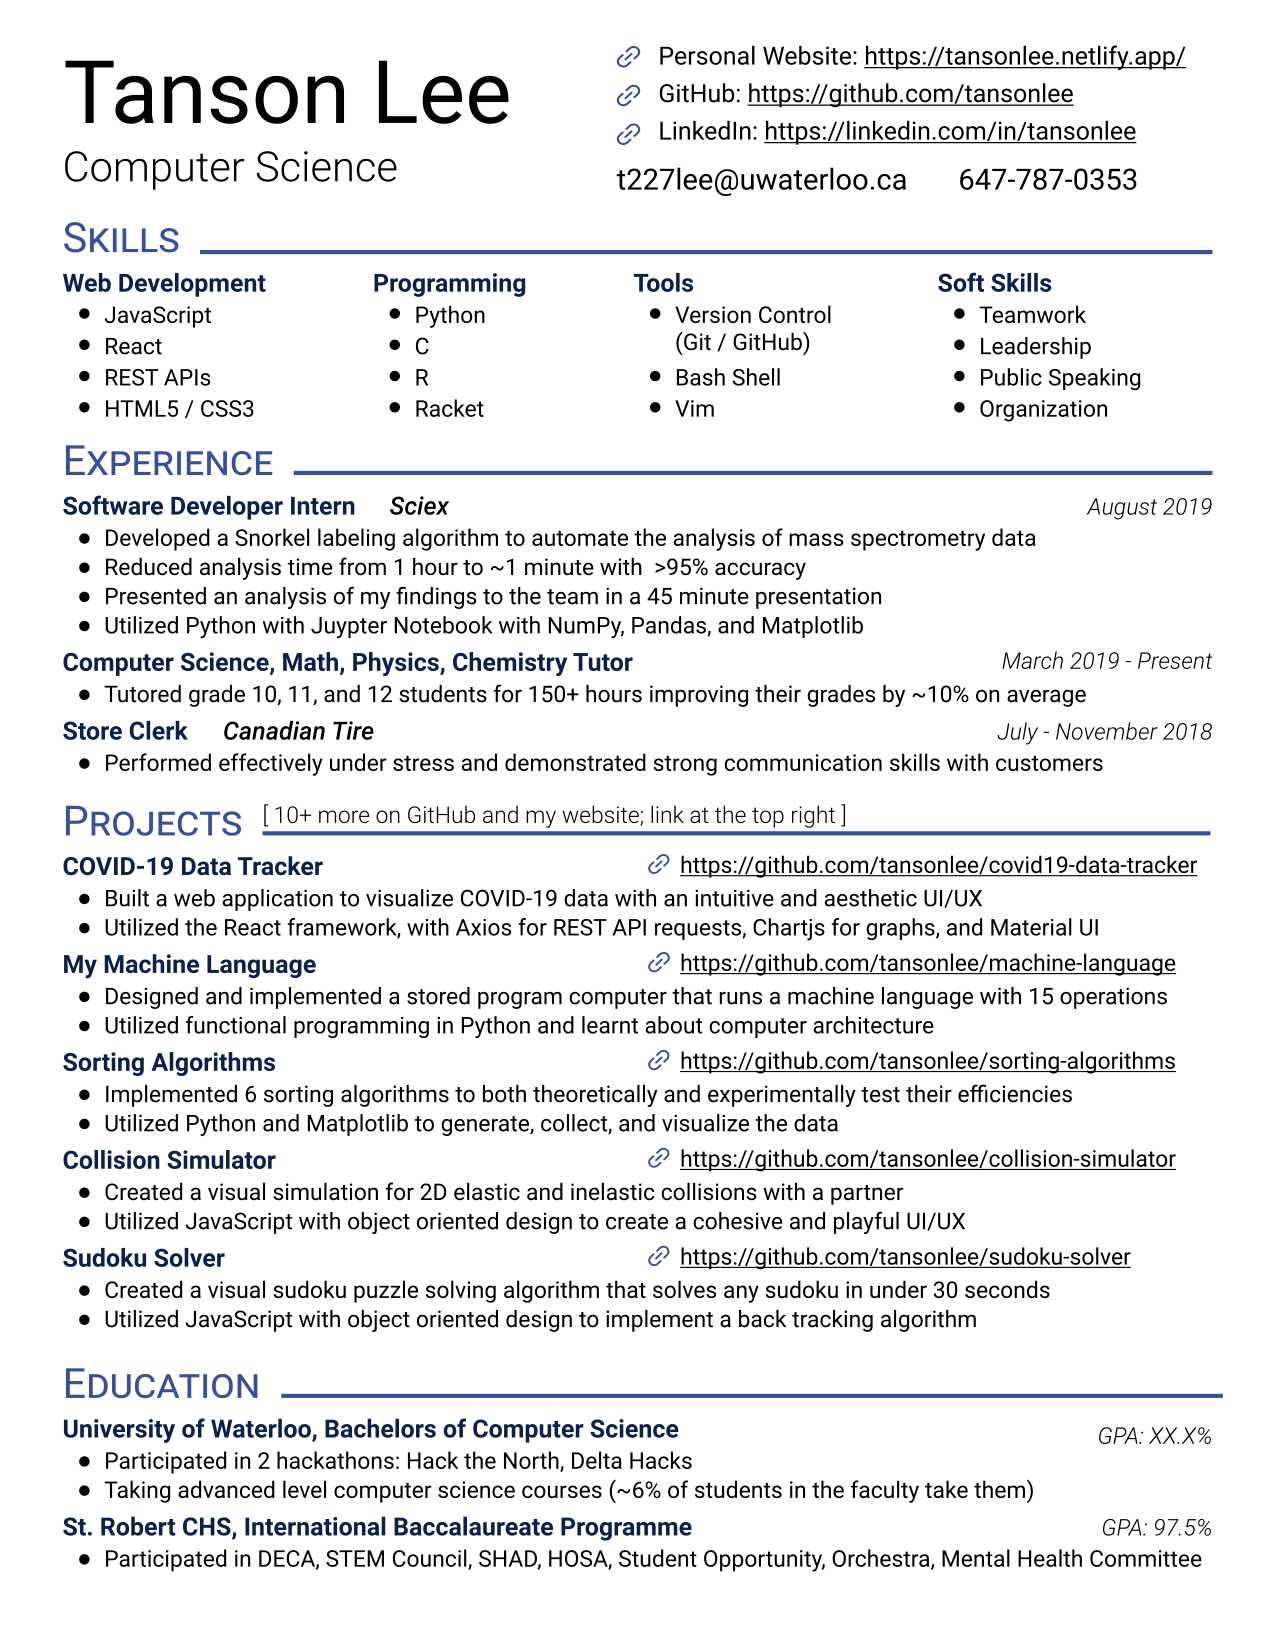 Tanson Lee
Computer Science
Personal Website: https://tansonlee.netlify.app/
GitHub: https://github.com/tansonlee
LinkedIn: https://linkedin.com/in/tansonlee
t227lee@uwaterloo.ca 647-787-0353
SKILLS
Web Development
• JavaScript
• React
• REST APIs
• HTML5 / CSS3
Programming
• Python
• C
• R
• Racket
Tools
• Version Control
(Git / GitHub)
• Bash Shell
• Vim
Soft Skills
• Teamwork
• Leadership
• Public Speaking
• Organization
EXPERIENCE
Software Developer Intern Sciex August 2019
• Developed a Snorkel labeling algorithm to automate the analysis of mass spectrometry data
• Reduced analysis time from 1 hour to ~1 minute with >95% accuracy
• Presented an analysis of my findings to the team in a 45 minute presentation
• Utilized Python with Juypter Notebook with NumPy, Pandas, and Matplotlib
Computer Science, Math, Physics, Chemistry Tutor March 2019 - Present
• Tutored grade 10, 11, and 12 students for 150+ hours improving their grades by ~10% on average
Store Clerk Canadian Tire July - November 2018
• Performed effectively under stress and demonstrated strong communication skills with customers
PROJECTS [ 10+ more on GitHub and my website; link at the top right ]
COVID-19 Data Tracker https://github.com/tansonlee/covid19-data-tracker
• Built a web application to visualize COVID-19 data with an intuitive and aesthetic UI/UX
• Utilized the React framework, with Axios for REST API requests, Chartjs for graphs, and Material UI
My Machine Language https://github.com/tansonlee/machine-language
• Designed and implemented a stored program computer that runs a machine language with 15 operations
• Utilized functional programming in Python and learnt about computer architecture
Sorting Algorithms https://github.com/tansonlee/sorting-algorithms
• Implemented 6 sorting algorithms to both theoretically and experimentally test their efficiencies
• Utilized Python and Matplotlib to generate, collect, and visualize the data
Collision Simulator https://github.com/tansonlee/collision-simulator
• Created a visual simulation for 2D elastic and inelastic collisions with a partner
• Utilized JavaScript with object oriented design to create a cohesive and playful UI/UX
Sudoku Solver https://github.com/tansonlee/sudoku-solver
• Created a visual sudoku puzzle solving algorithm that solves any sudoku in under 30 seconds
• Utilized JavaScript with object oriented design to implement a back tracking algorithm
EDUCATION
University of Waterloo, Bachelors of Computer Science GPA: XX.X%
• Participated in 2 hackathons: Hack the North, Delta Hacks
• Taking advanced level computer science courses (~6% of students in the faculty take them)
St. Robert CHS, International Baccalaureate Programme GPA: 97.5%
• Participated in DECA, STEM Council, SHAD, HOSA, Student Opportunity, Orchestra, Mental Health Committee